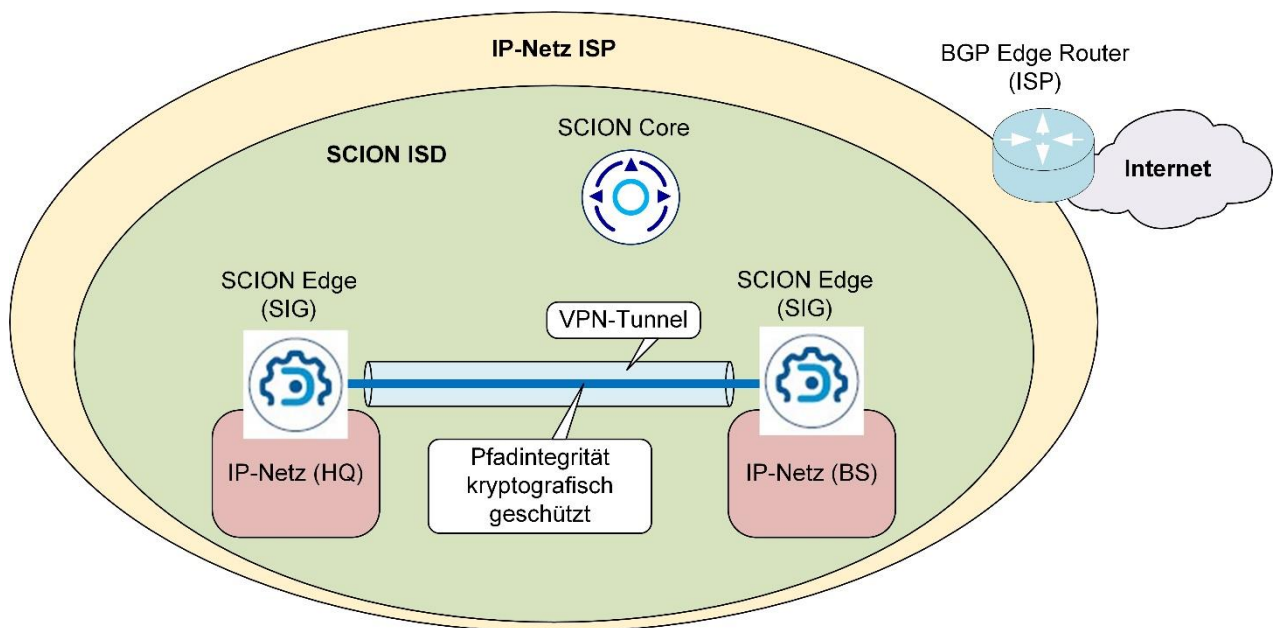 IP-Netz ISP
BGP Edge Router
(ISP)
SCION Core
SCION ISD
Internet
SCION Edge
(SIG)
SCION Edge
(SIG)
VPN-Tunnel
IP-Netz (HQ)
Pfadintegrität
kryptografisch
geschützt
IP-Netz (BS)